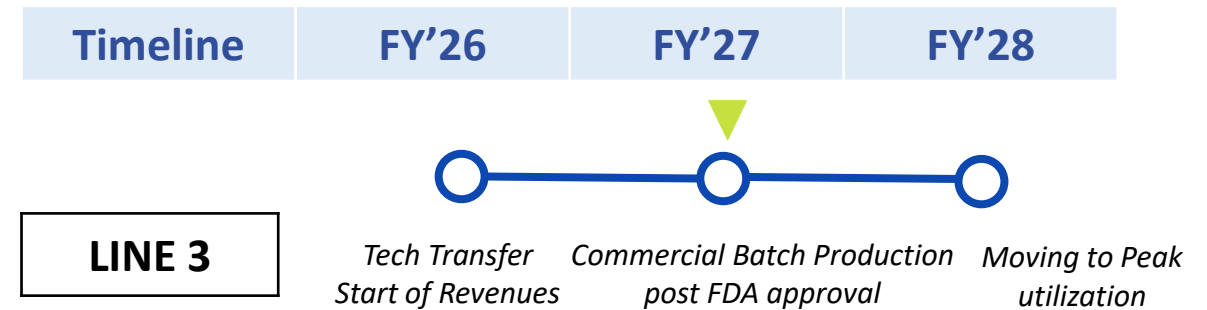 Timeline FY’26 FY’27 FY’28
LINE 3
Tech Transfer
Start of Revenues
Commercial Batch Production
post FDA approval
Moving to Peak
utilization